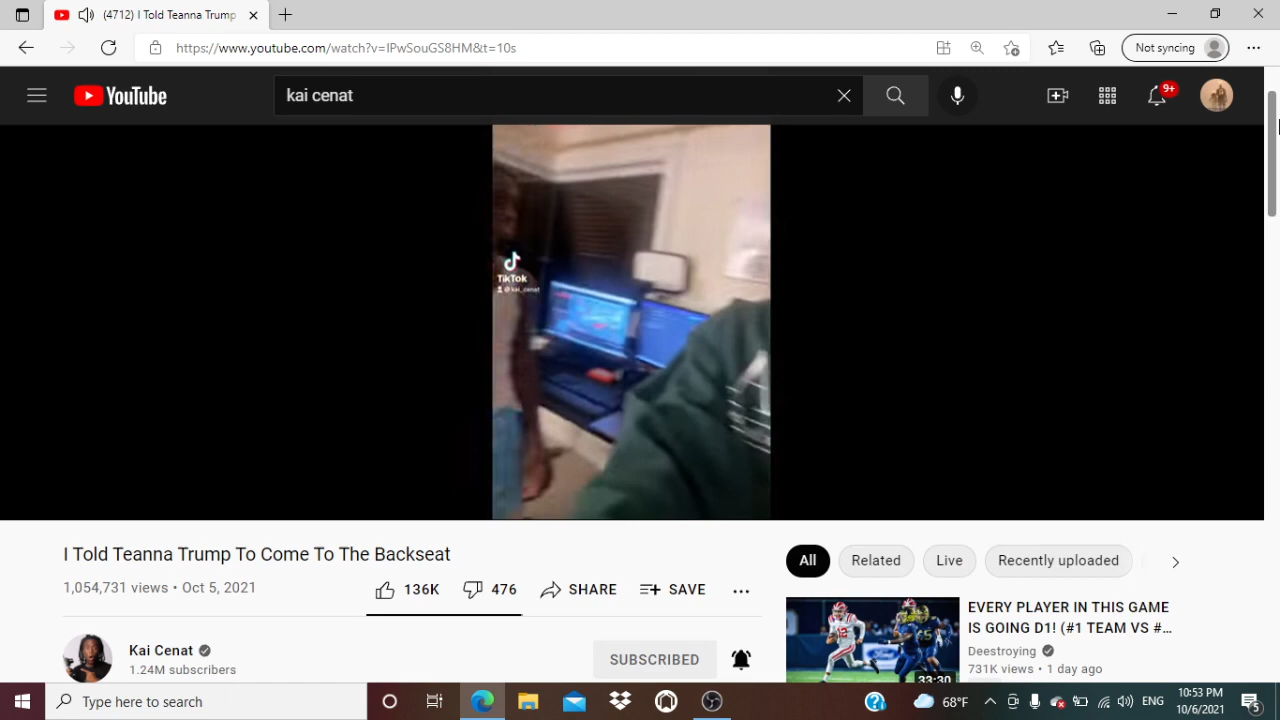 (4712) I Told Teanna Trump
https://www.youtube.com/watch?v=IPwSouGS8HM&t=10s
Not syncing
YouTube
kai cenat
9+
TikTok
@kai_cenat
I Told Teanna Trump To Come To The Backseat
1,054,731 views • Oct 5, 2021
136K
476
SHARE
SAVE
Kai Cenat
1.24M subscribers
SUBSCRIBED
All
Related
Live
Recently uploaded
33:30
EVERY PLAYER IN THIS GAME
IS GOING D1! (#1 TEAM VS #...
Deestroying
731K views • 1 day ago
Type here to search
68°F
ENG
10:53 PM
10/6/2021
5